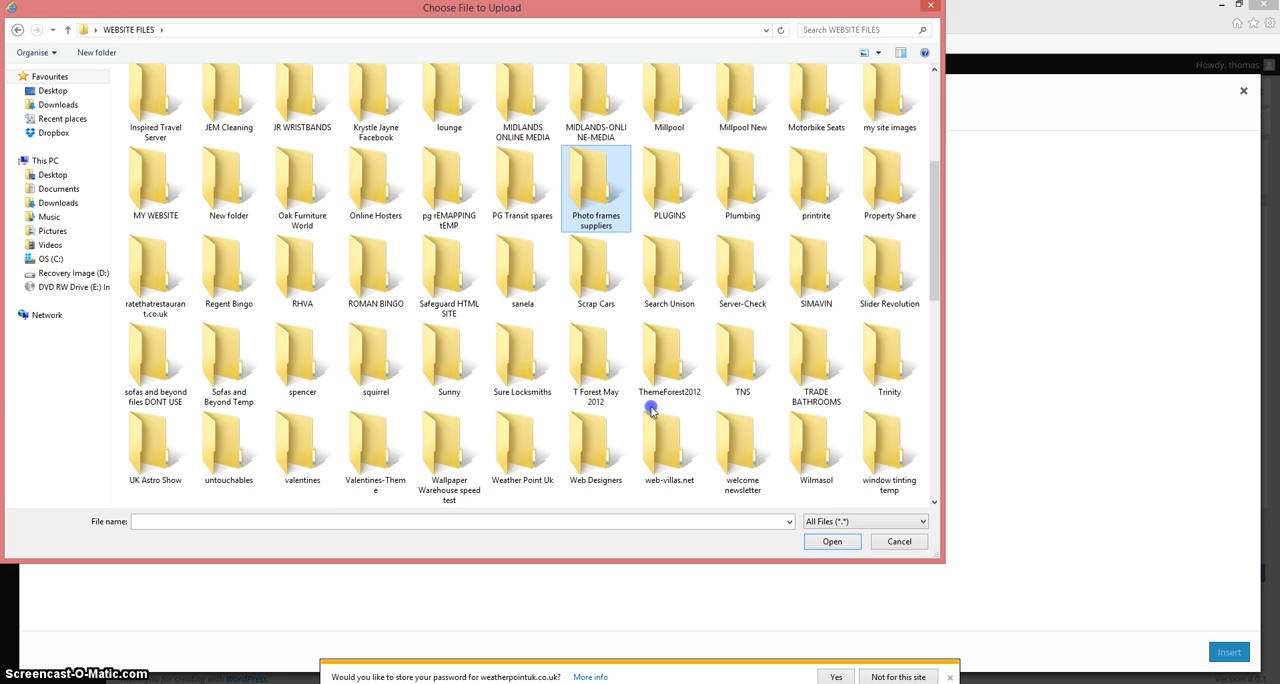 Choose File to Upload
WEBSITE FILES
Search WEBSITE FILES
Organise
New folder
Howdy, thomas
Favourites
Desktop
Downloads
Recent places
Dropbox
This PC
Desktop
Documents
Downloads
Music
Pictures
Videos
OS (C:)
Recovery Image (D:)
DVD RW Drive (E:) In
Network
Inspired Travel
Server
JEM Cleaning
JR WRISTBANDS
Krystle Jayne
Facebook
lounge
MIDLANDS
ONLINE MEDIA
MIDLANDS-ONLI
NE-MEDIA
Millpool
Millpool New
Motorbike Seats
my site images
MY WEBSITE
New folder
Oak Furniture
World
Online Hosters
pg rEMAPPING
tEMP
PG Transit spares
Photo frames
suppliers
PLUGINS
Plumbing
printrite
Property Share
ratethatrestauran
t.co.uk
Regent Bingo
RHVA
ROMAN BINGO
Safeguard HTML
SITE
sanela
Scrap Cars
Search Unison
Server-Check
SIMAVIN
Slider Revolution
sofas and beyond
files DONT USE
Sofas and
Beyond Temp
spencer
squirrel
Sunny
Sure Locksmiths
T Forest May
2012
ThemeForest2012
TNS
TRADE
BATHROOMS
Trinity
UK Astro Show
untouchables
valentines
Valentines-Them
e
Wallpaper
Warehouse speed
test
Weather Point Uk
Web Designers
web-villas.net
welcome
newsletter
Wilmasol
window tinting
temp
File name:
All Files (*.*)
Open
Cancel
Insert
Screencast-O-Matic.com
Would you like to store your password for weatherpointuk.co.uk?
More info
Yes
Not for this site